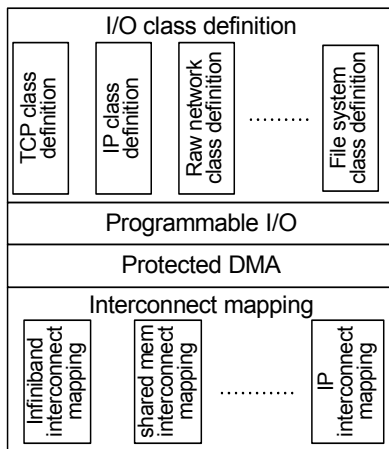 I/O class definition
TCP class
definition
IP class
definition
Raw network
class definition
.........
File system
class definition
Programmable I/O
Protected DMA
Interconnect mapping
Infiniband
interconnect
mapping
shared mem
interconnect
mapping
..........
IP
interconnect
mapping